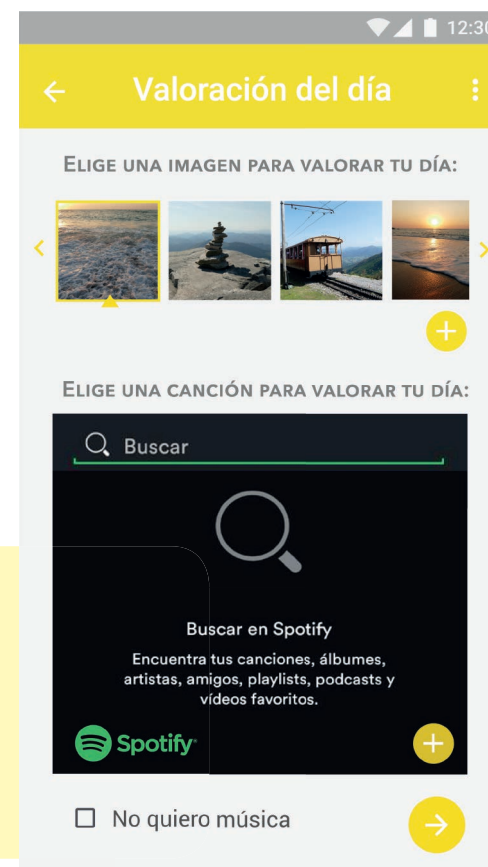 12:30
Valoración del día
ELIGE UNA IMAGEN PARA VALORAR TU DÍA:
ELIGE UNA CANCIÓN PARA VALORAR TU DÍA:
Buscar
Buscar en Spotify
Encuentra tus canciones, álbumes,
artistas, amigos, playlists, podcasts y
vídeos favoritos.
Spotify
No quiero música